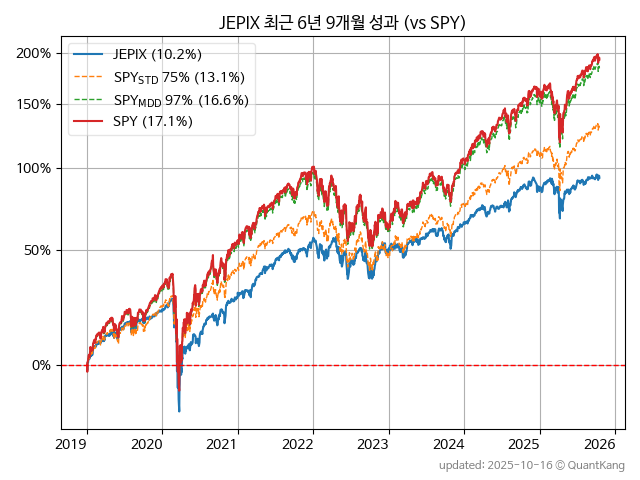 JEPIX 최근 6년 9개월 성과 (vs SPY)
JEPIX (10.2%)
SPY_STD 75% (13.1%)
SPY_MDD 97% (16.6%)
SPY (17.1%)
200%
150%
100%
50%
0%
2019 2020 2021 2022 2023 2024 2025 2026
updated: 2025-10-16 © QuantKang